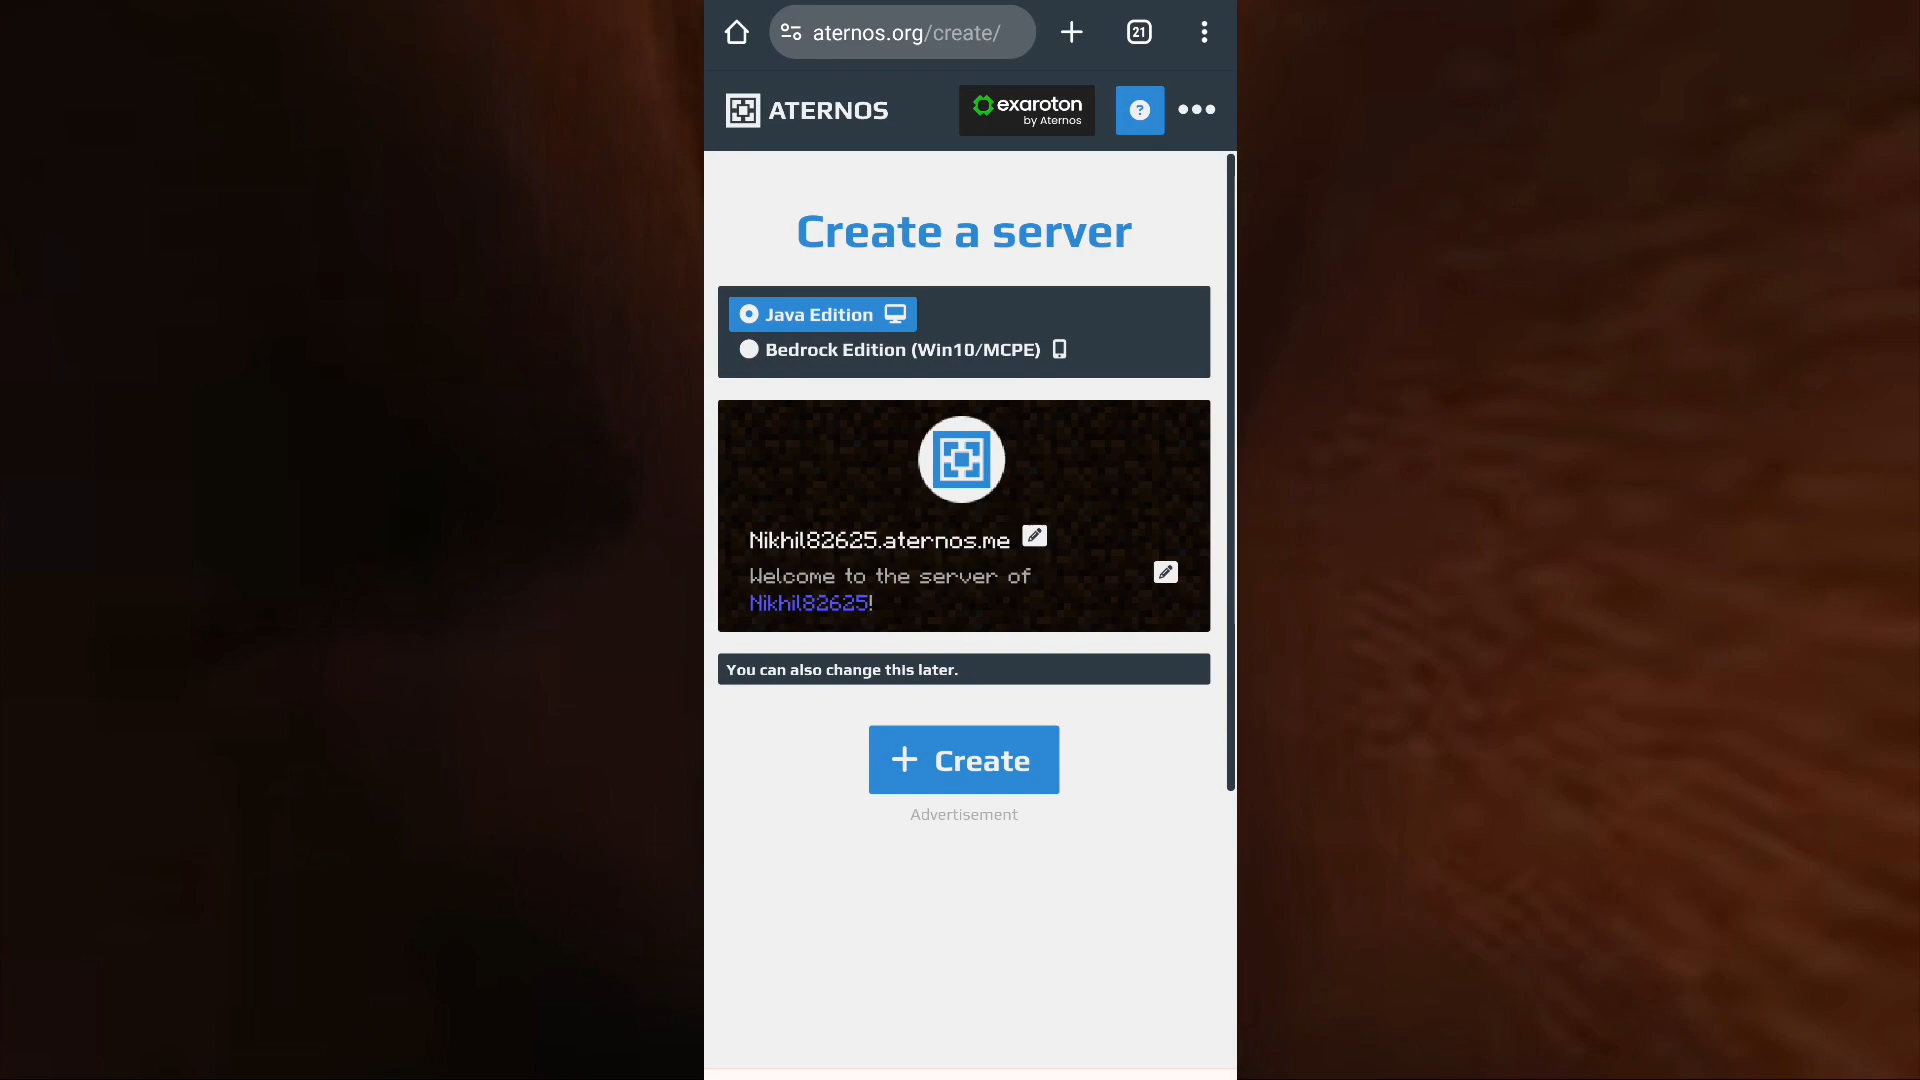 aternos.org/create/
21
ATERNOS
exaroton
by Aternos
?
Create a server
Java Edition
Bedrock Edition (Win10/MCPE)
Nikhil82625.aternos.me
Welcome to the server of
Nikhil82625!
You can also change this later.
+ Create
Advertisement